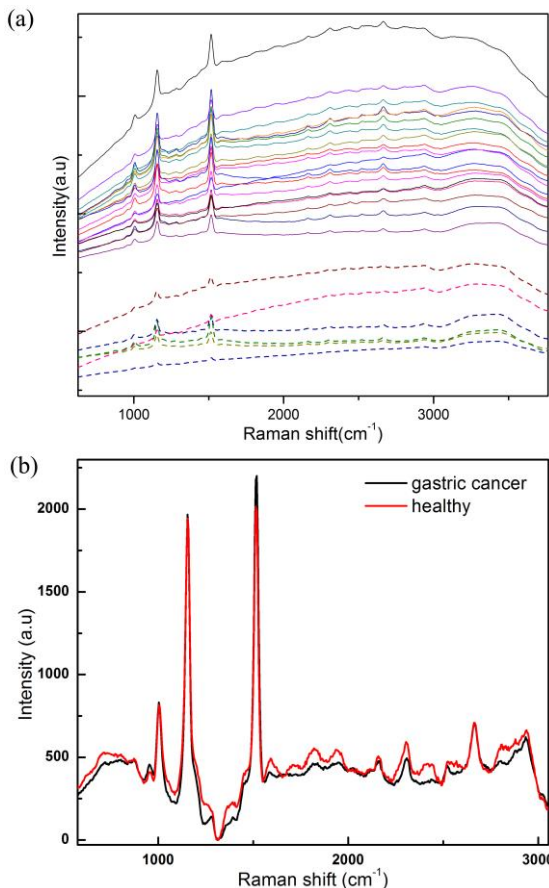 (a)
Intensity(a.u)
1000 2000 3000
Raman shift(cm⁻¹)
(b)
gastric cancer
healthy
2000
1500
1000
500
0
Intensity (a.u)
1000 2000 3000
Raman shift (cm⁻¹)